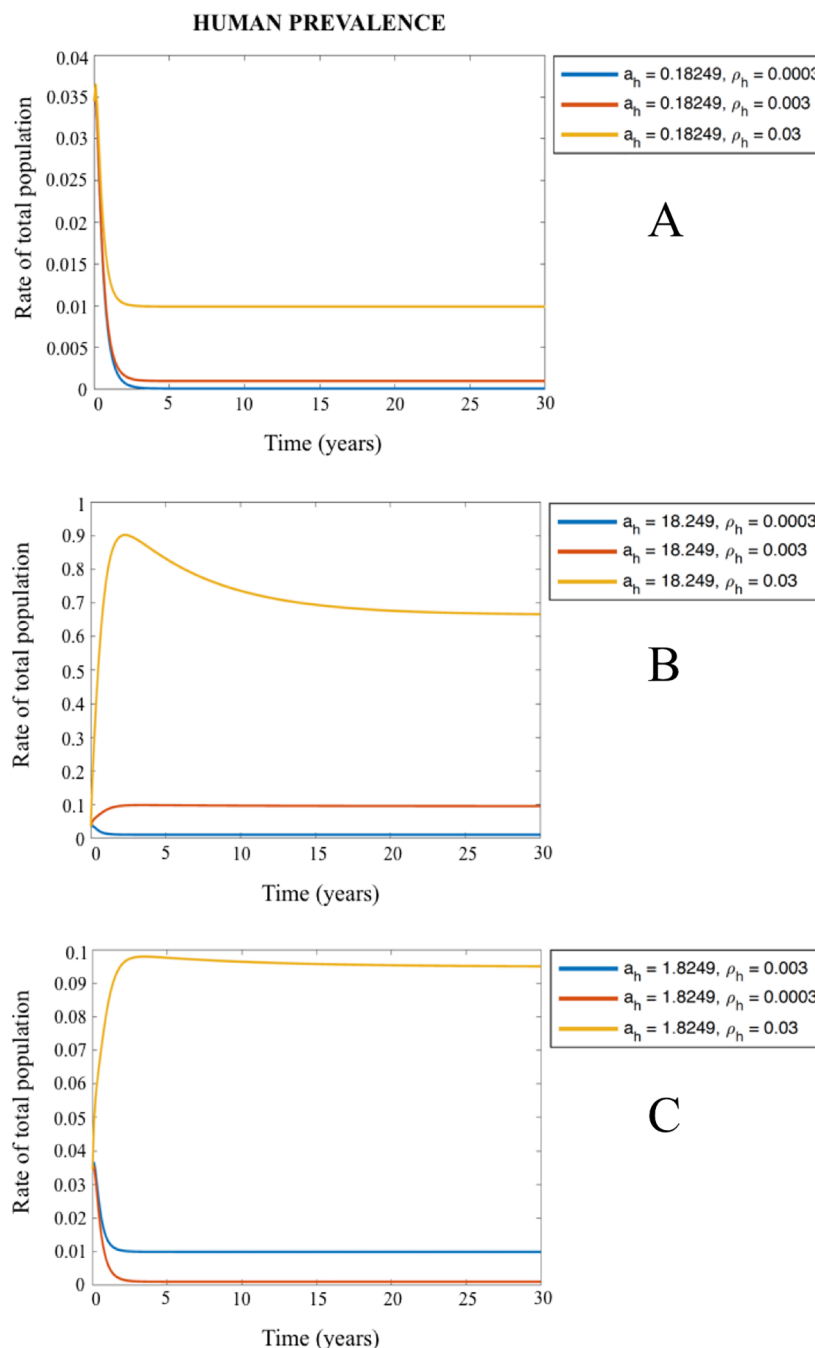 HUMAN PREVALENCE
Rate of total population
0.04
0.035
0.03
0.025
0.02
0.015
0.01
0.005
0
0 5 10 15 20 25 30
Time (years)
a_h = 0.18249, ρ_h = 0.0003
a_h = 0.18249, ρ_h = 0.003
a_h = 0.18249, ρ_h = 0.03
A
Rate of total population
1
0.9
0.8
0.7
0.6
0.5
0.4
0.3
0.2
0.1
0
0 5 10 15 20 25 30
Time (years)
a_h = 18.249, ρ_h = 0.0003
a_h = 18.249, ρ_h = 0.003
a_h = 18.249, ρ_h = 0.03
B
Rate of total population
0.1
0.09
0.08
0.07
0.06
0.05
0.04
0.03
0.02
0.01
0
0 5 10 15 20 25 30
Time (years)
a_h = 1.8249, ρ_h = 0.003
a_h = 1.8249, ρ_h = 0.0003
a_h = 1.8249, ρ_h = 0.03
C